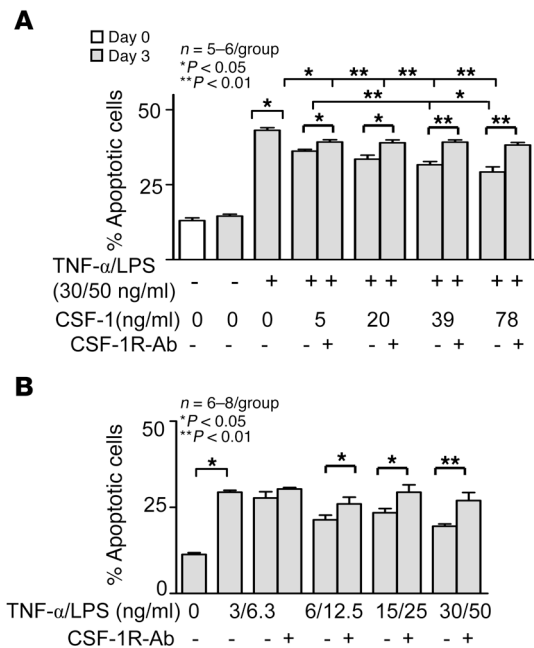 A
Day 0
Day 3
n = 5–6/group
*P < 0.05
**P < 0.01
* ** ** **
** *
* * * ** **
50
25
% Apoptotic cells
TNF-α/LPS
(30/50 ng/ml)
- - + + + + + + + + +
CSF-1(ng/ml) 0 0 0 5 20 39 78
CSF-1R-Ab - - - - + - + - + - +
B
n = 6–8/group
*P < 0.05
**P < 0.01
* * * **
50
25
0
% Apoptotic cells
TNF-α/LPS (ng/ml) 0 3/6.3 6/12.5 15/25 30/50
CSF-1R-Ab - - - + - + - + - +